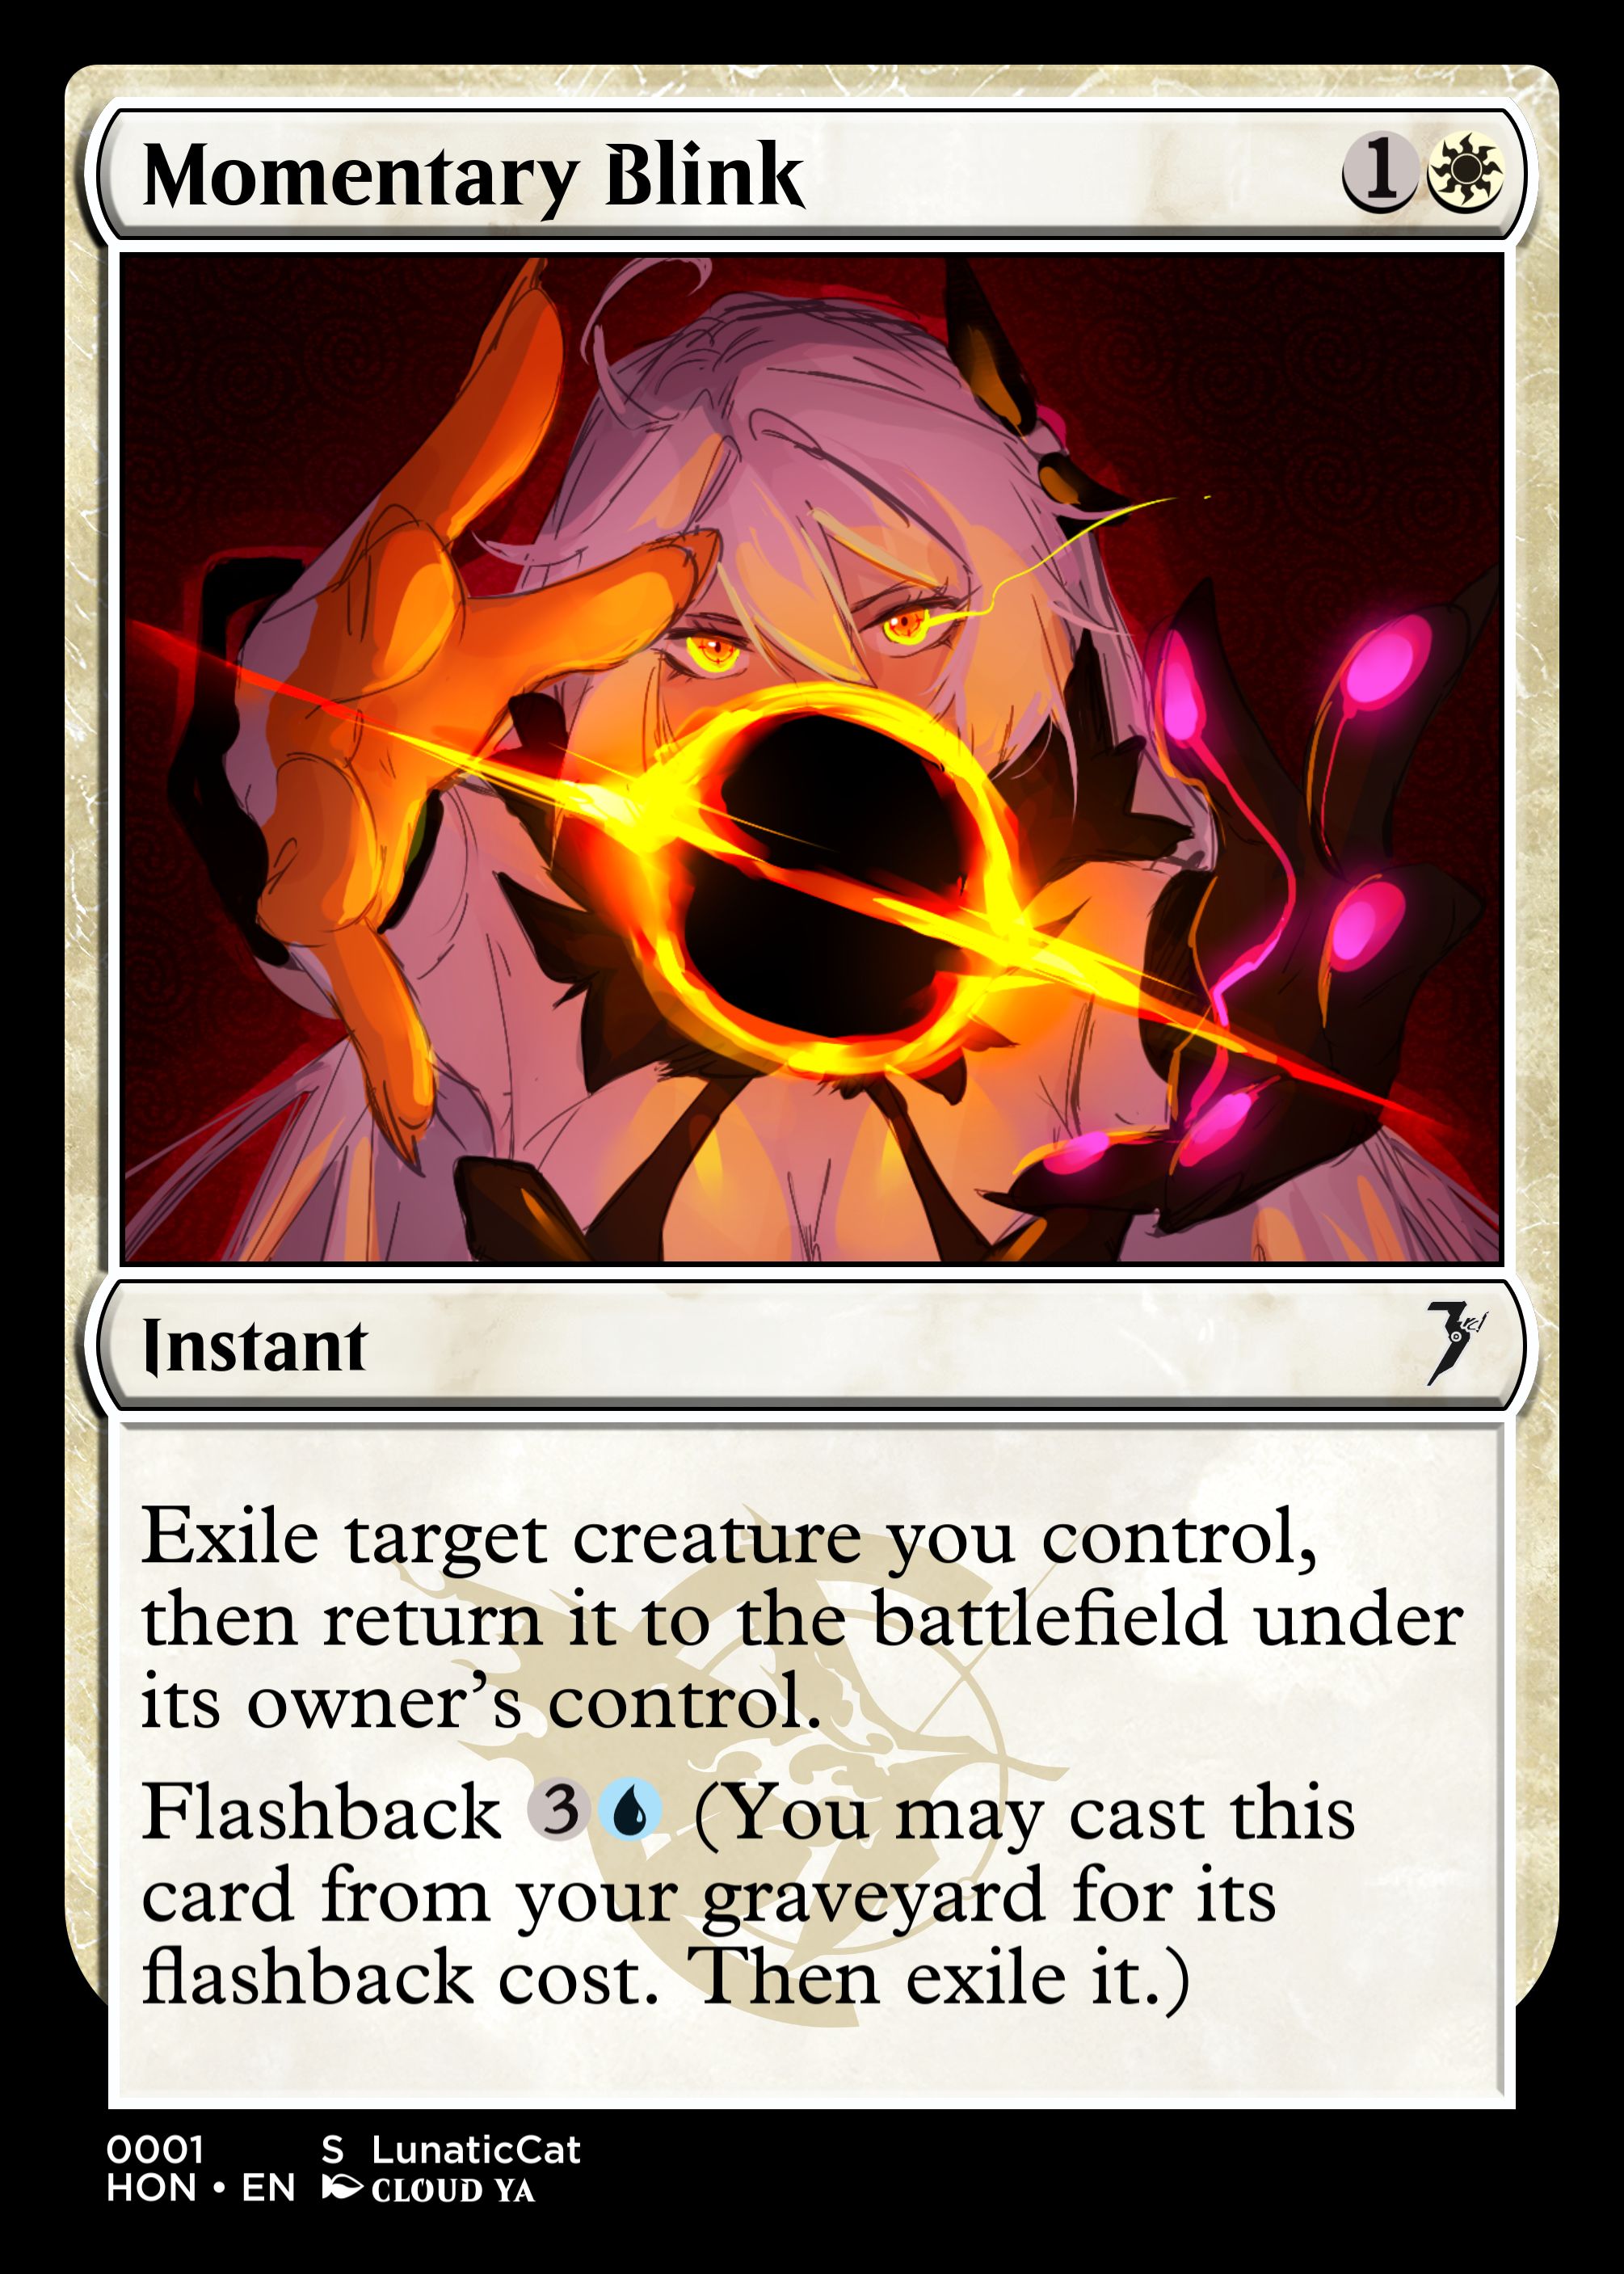 Momentary Blink 1
Instant
3rd
Exile target creature you control,
then return it to the battlefield under
its owner’s control.
Flashback 3 (You may cast this
card from your graveyard for its
flashback cost. Then exile it.)
0001 S LunaticCat
HON • EN CLOUD YA